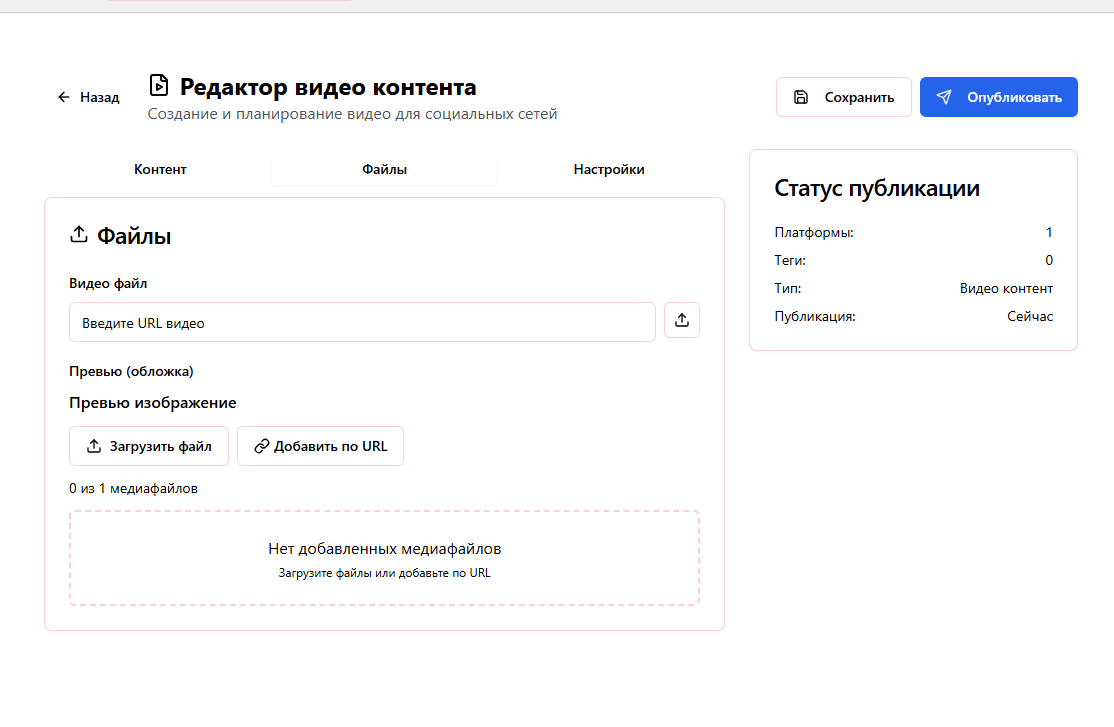 Назад
Редактор видео контента
Создание и планирование видео для социальных сетей
Сохранить
Опубликовать
Контент
Файлы
Настройки
Файлы
Видео файл
Введите URL видео
Превью (обложка)
Превью изображение
Загрузить файл
Добавить по URL
0 из 1 медиафайлов
Нет добавленных медиафайлов
Загрузите файлы или добавьте по URL
Статус публикации
Платформы: 1
Теги: 0
Тип: Видео контент
Публикация: Сейчас